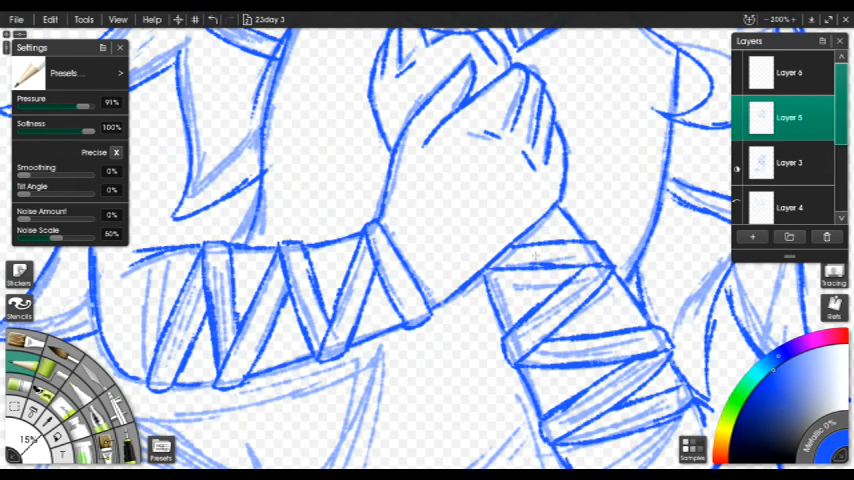 File Edit Tools View Help 23day 3 -200%+
Settings
Presets... >
Pressure 91%
Softness 100%
Precise X
Smoothing 0%
Tilt Angle 0%
Noise Amount 0%
Noise Scale 50%
Stickers
Stencils
15%
T
Presets
Layers
Layer 6
Layer 5
Layer 3
Layer 4
Tracing
Refs
Metallic 0%
Samples